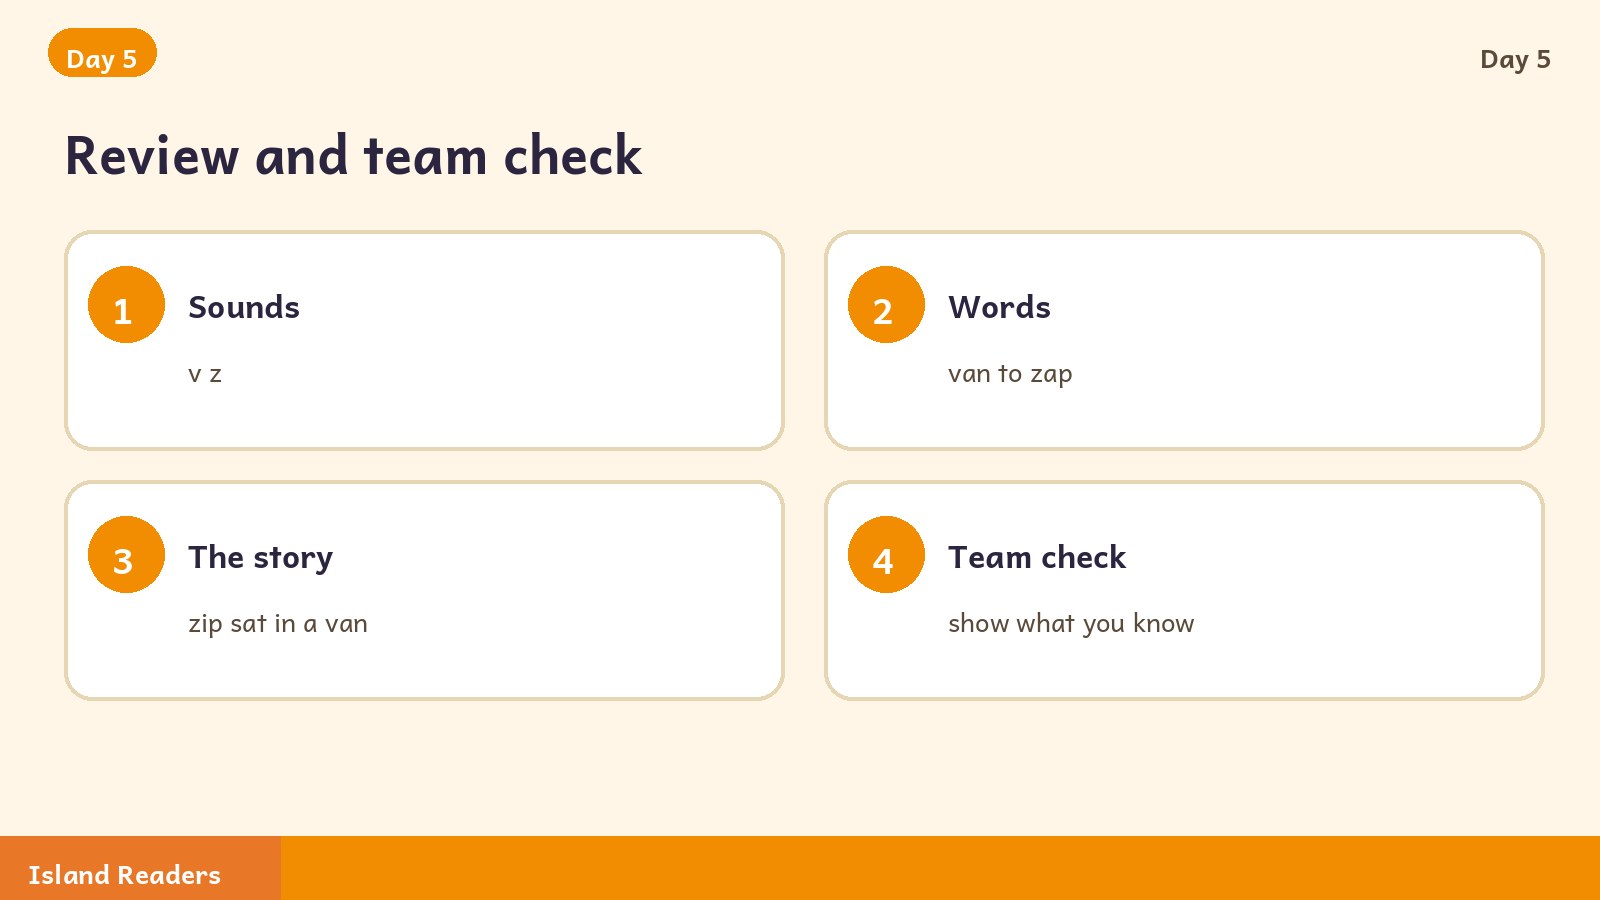 Day 5
Day 5
Review and team check
1
Sounds
v z
2
Words
van to zap
3
The story
zip sat in a van
4
Team check
show what you know
Island Readers